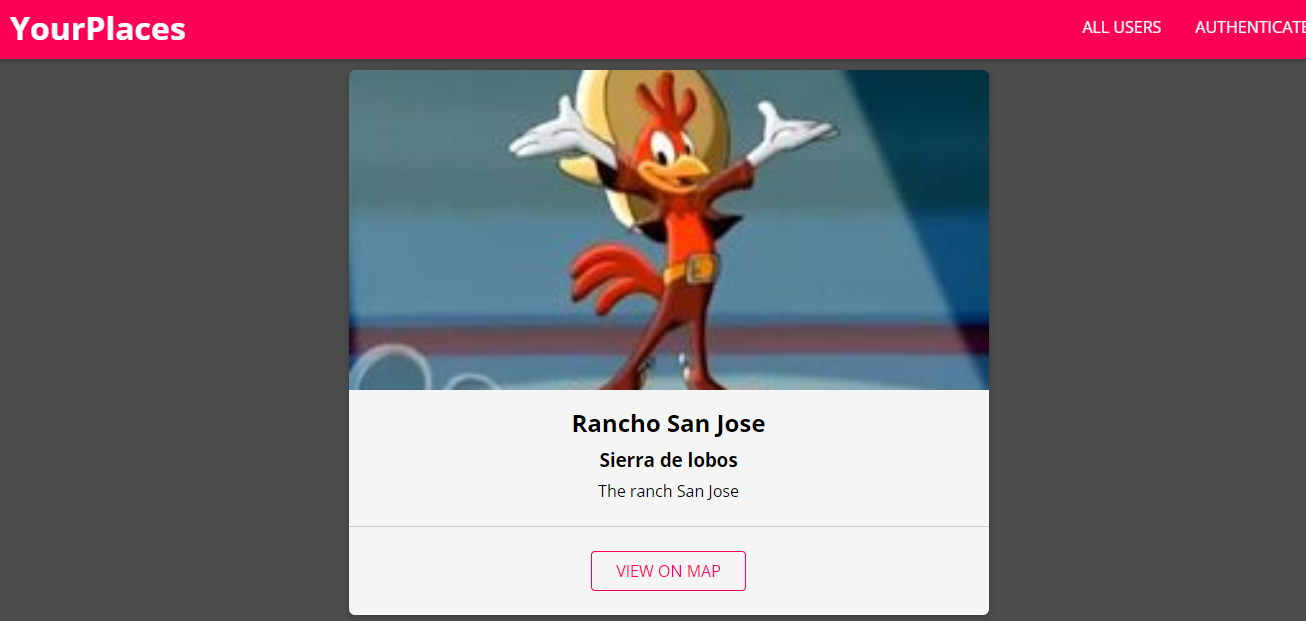 YourPlaces
ALL USERS
AUTHENTICATE
Rancho San Jose
Sierra de lobos
The ranch San Jose
VIEW ON MAP